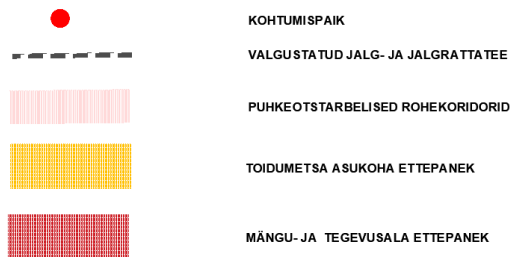 KOHTUMISPAIK
VALGUSTATUD JALG- JA JALGRATTATEE
PUHKEOTSTARBELISED ROHEKORIDORID
TOIDUMETSA ASUKOHA ETTEPANEK
MÄNGU- JA TEGEVUSALA ETTEPANEK